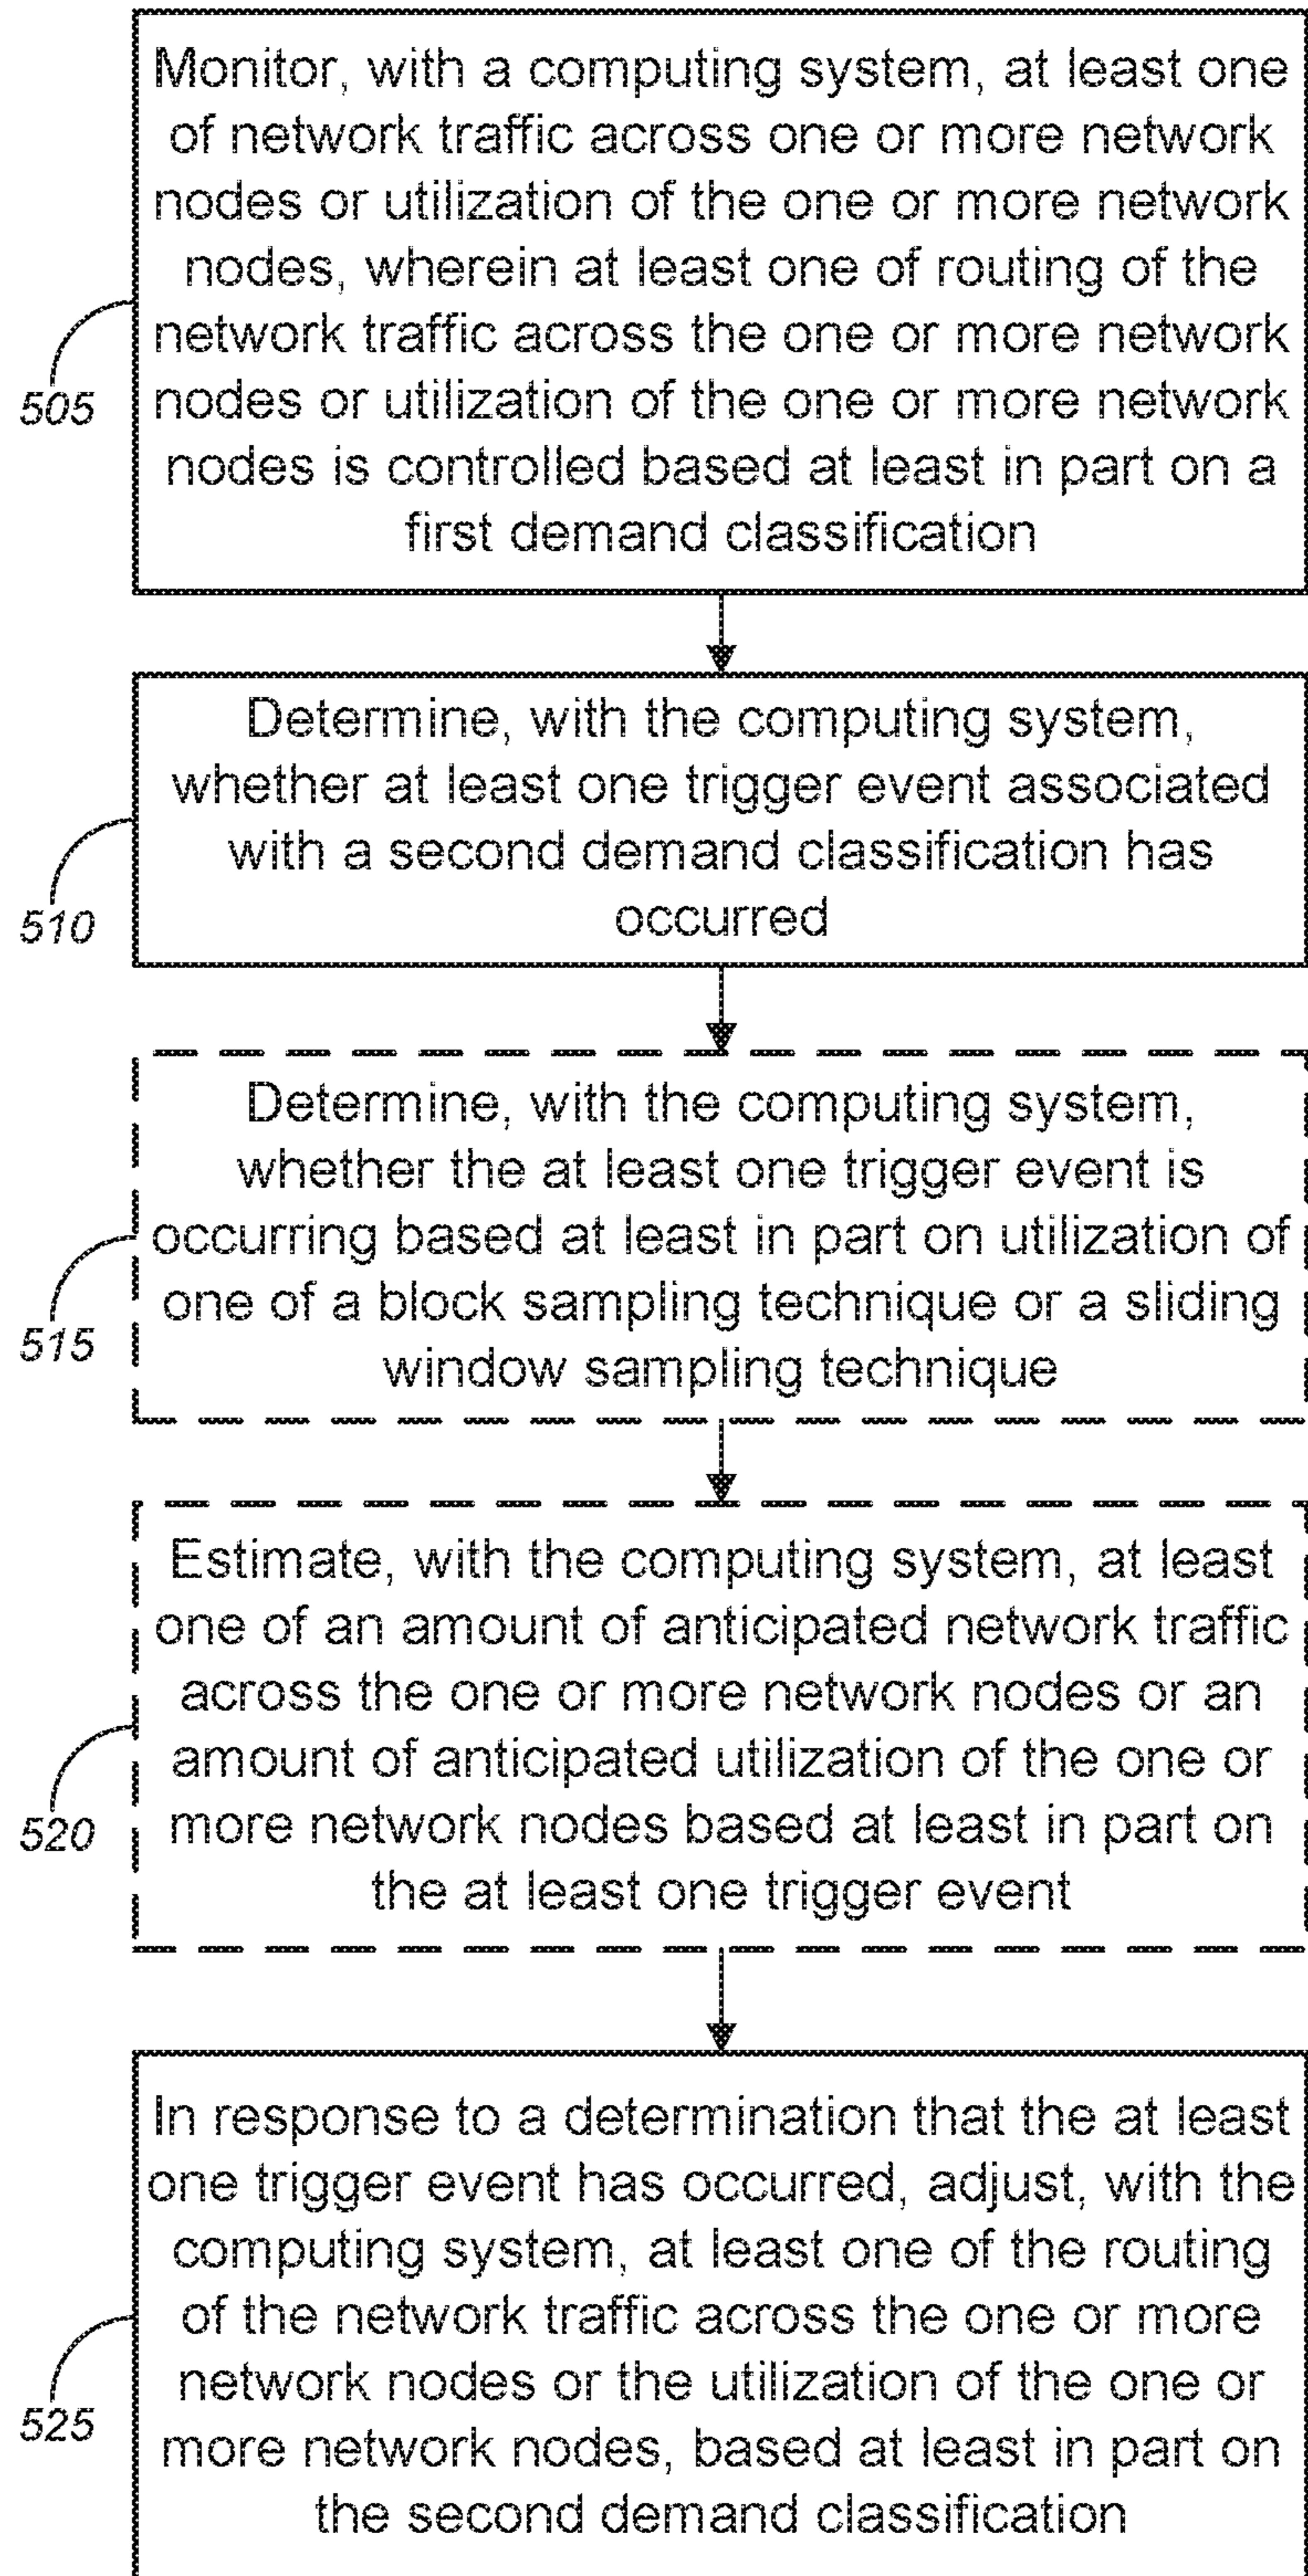 Monitor, with a computing system, at least one
of network traffic across one or more network
nodes or utilization of the one or more network
nodes, wherein at least one of routing of the
network traffic across the one or more network
nodes or utilization of the one or more network
nodes is controlled based at least in part on a
first demand classification
505
Determine, with the computing system,
whether at least one trigger event associated
with a second demand classification has
occurred
510
Determine, with the computing system,
whether the at least one trigger event is
occurring based at least in part on utilization of
one of a block sampling technique or a sliding
window sampling technique
515
Estimate, with the computing system, at least
one of an amount of anticipated network traffic
across the one or more network nodes or an
amount of anticipated utilization of the one or
more network nodes based at least in part on
the at least one trigger event
520
In response to a determination that the at least
one trigger event has occurred, adjust, with the
computing system, at least one of the routing
of the network traffic across the one or more
network nodes or the utilization of the one or
more network nodes, based at least in part on
the second demand classification
525